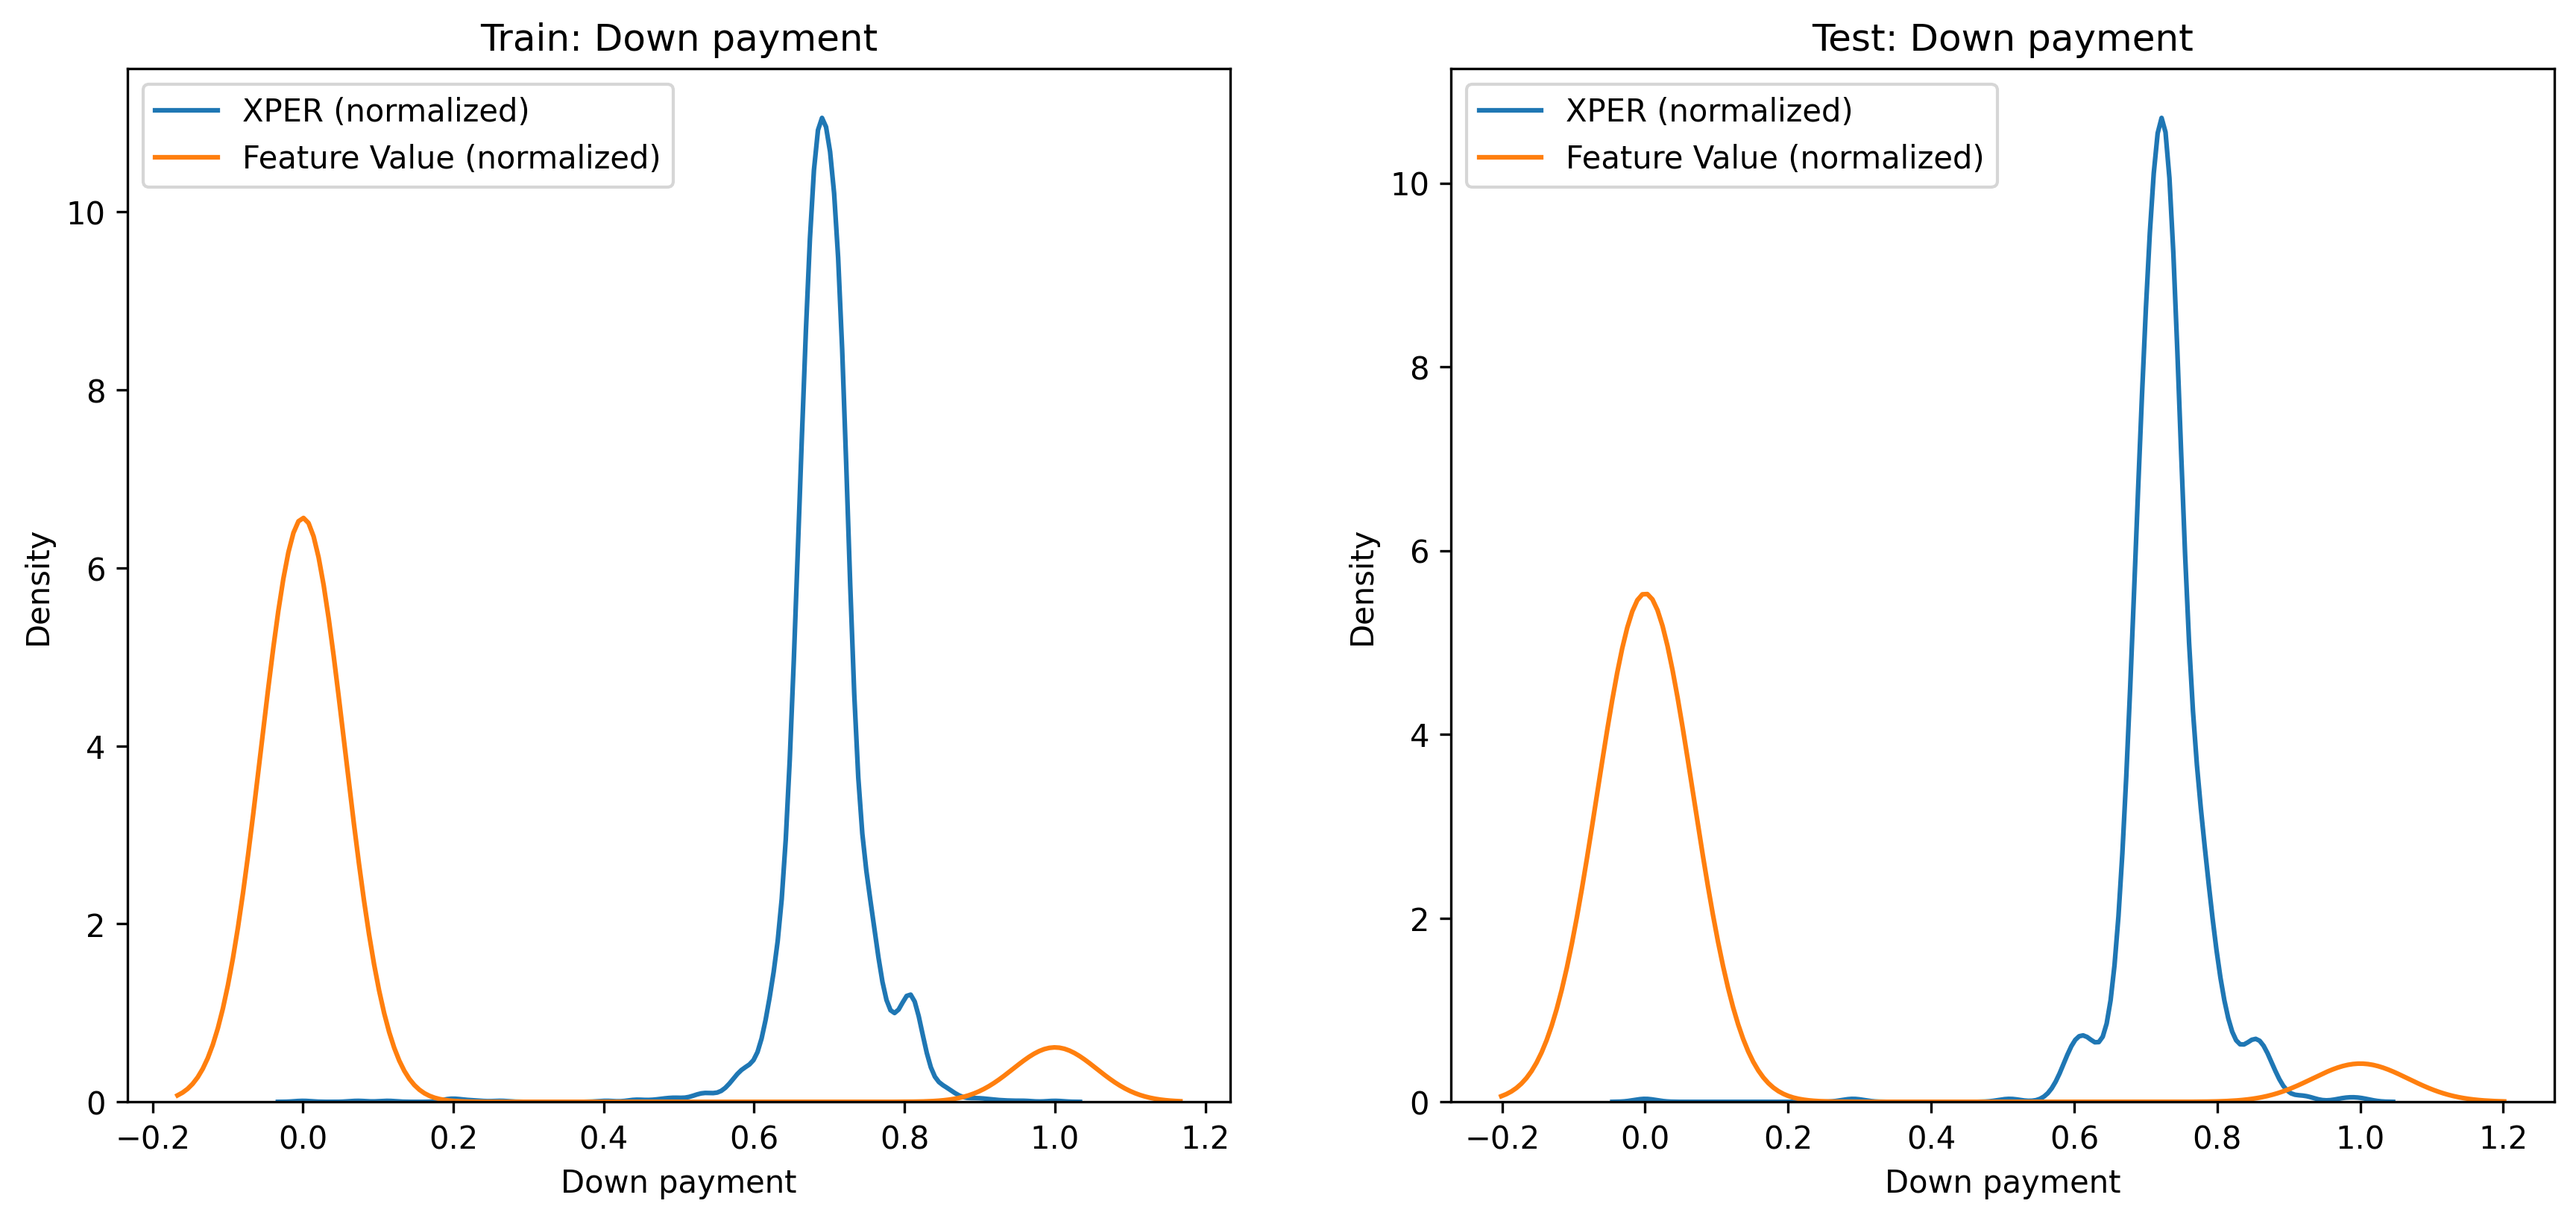 Train: Down payment
XPER (normalized)
Feature Value (normalized)
Density
10
8
6
4
2
0
−0.2 0.0 0.2 0.4 0.6 0.8 1.0 1.2
Down payment
Test: Down payment
XPER (normalized)
Feature Value (normalized)
Density
10
8
6
4
2
0
−0.2 0.0 0.2 0.4 0.6 0.8 1.0 1.2
Down payment